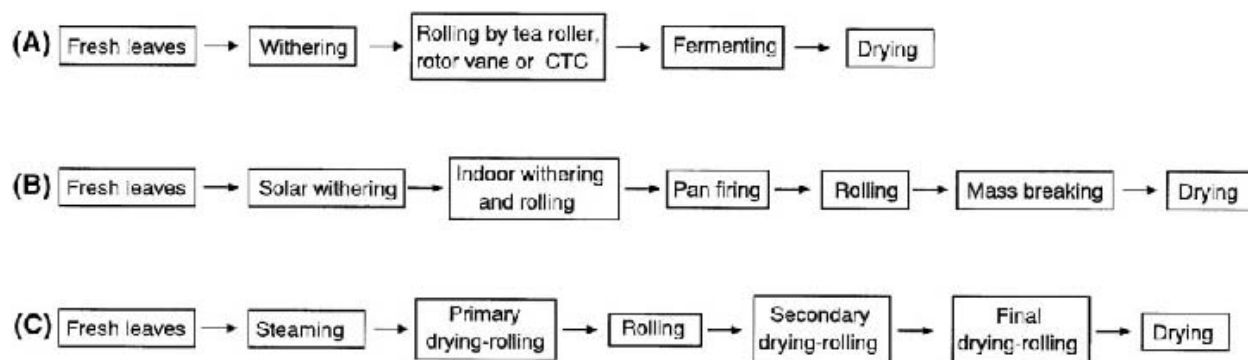 (A) Fresh leaves Withering Rolling by tea roller, rotor vane or CTC Fermenting Drying
(B) Fresh leaves Solar withering Indoor withering and rolling Pan firing Rolling Mass breaking Drying
(C) Fresh leaves Steaming Primary drying-rolling Rolling Secondary drying-rolling Final drying-rolling Drying